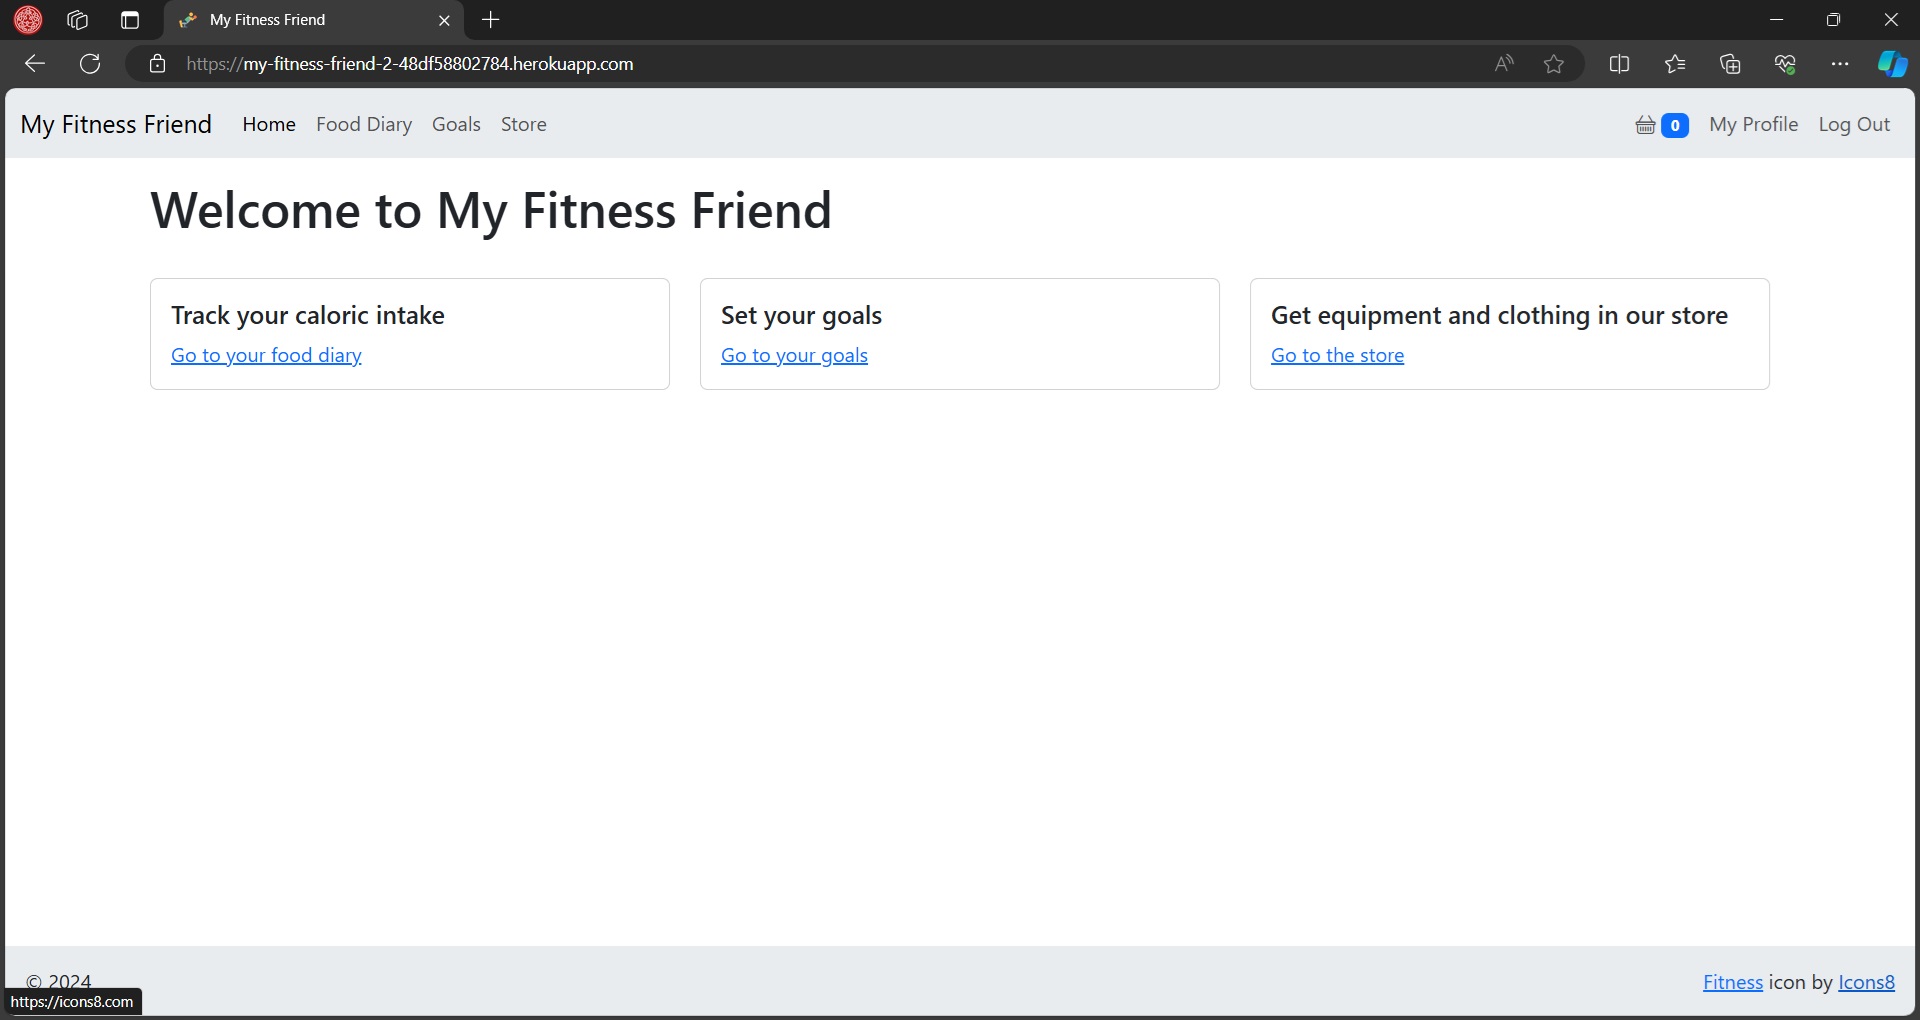 My Fitness Friend
https://my-fitness-friend-2-48df58802784.herokuapp.com
My Fitness Friend Home Food Diary Goals Store 0 My Profile Log Out
Welcome to My Fitness Friend
Track your caloric intake
Go to your food diary
Set your goals
Go to your goals
Get equipment and clothing in our store
Go to the store
© 2024
Fitness icon by Icons8
https://icons8.com